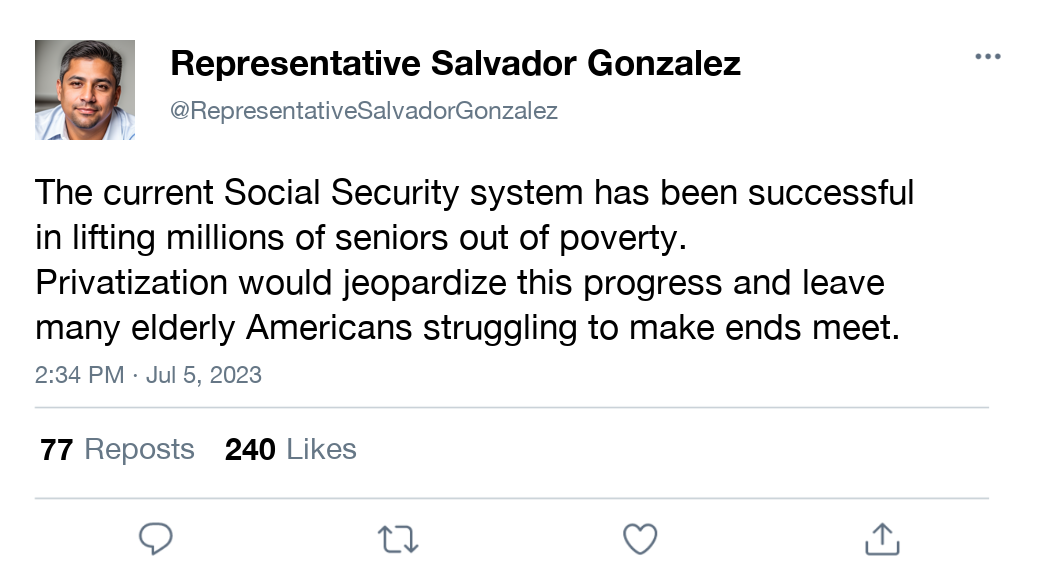 Representative Salvador Gonzalez
@RepresentativeSalvadorGonzalez
The current Social Security system has been successful
in lifting millions of seniors out of poverty.
Privatization would jeopardize this progress and leave
many elderly Americans struggling to make ends meet.
2:34 PM · Jul 5, 2023
77 Reposts 240 Likes